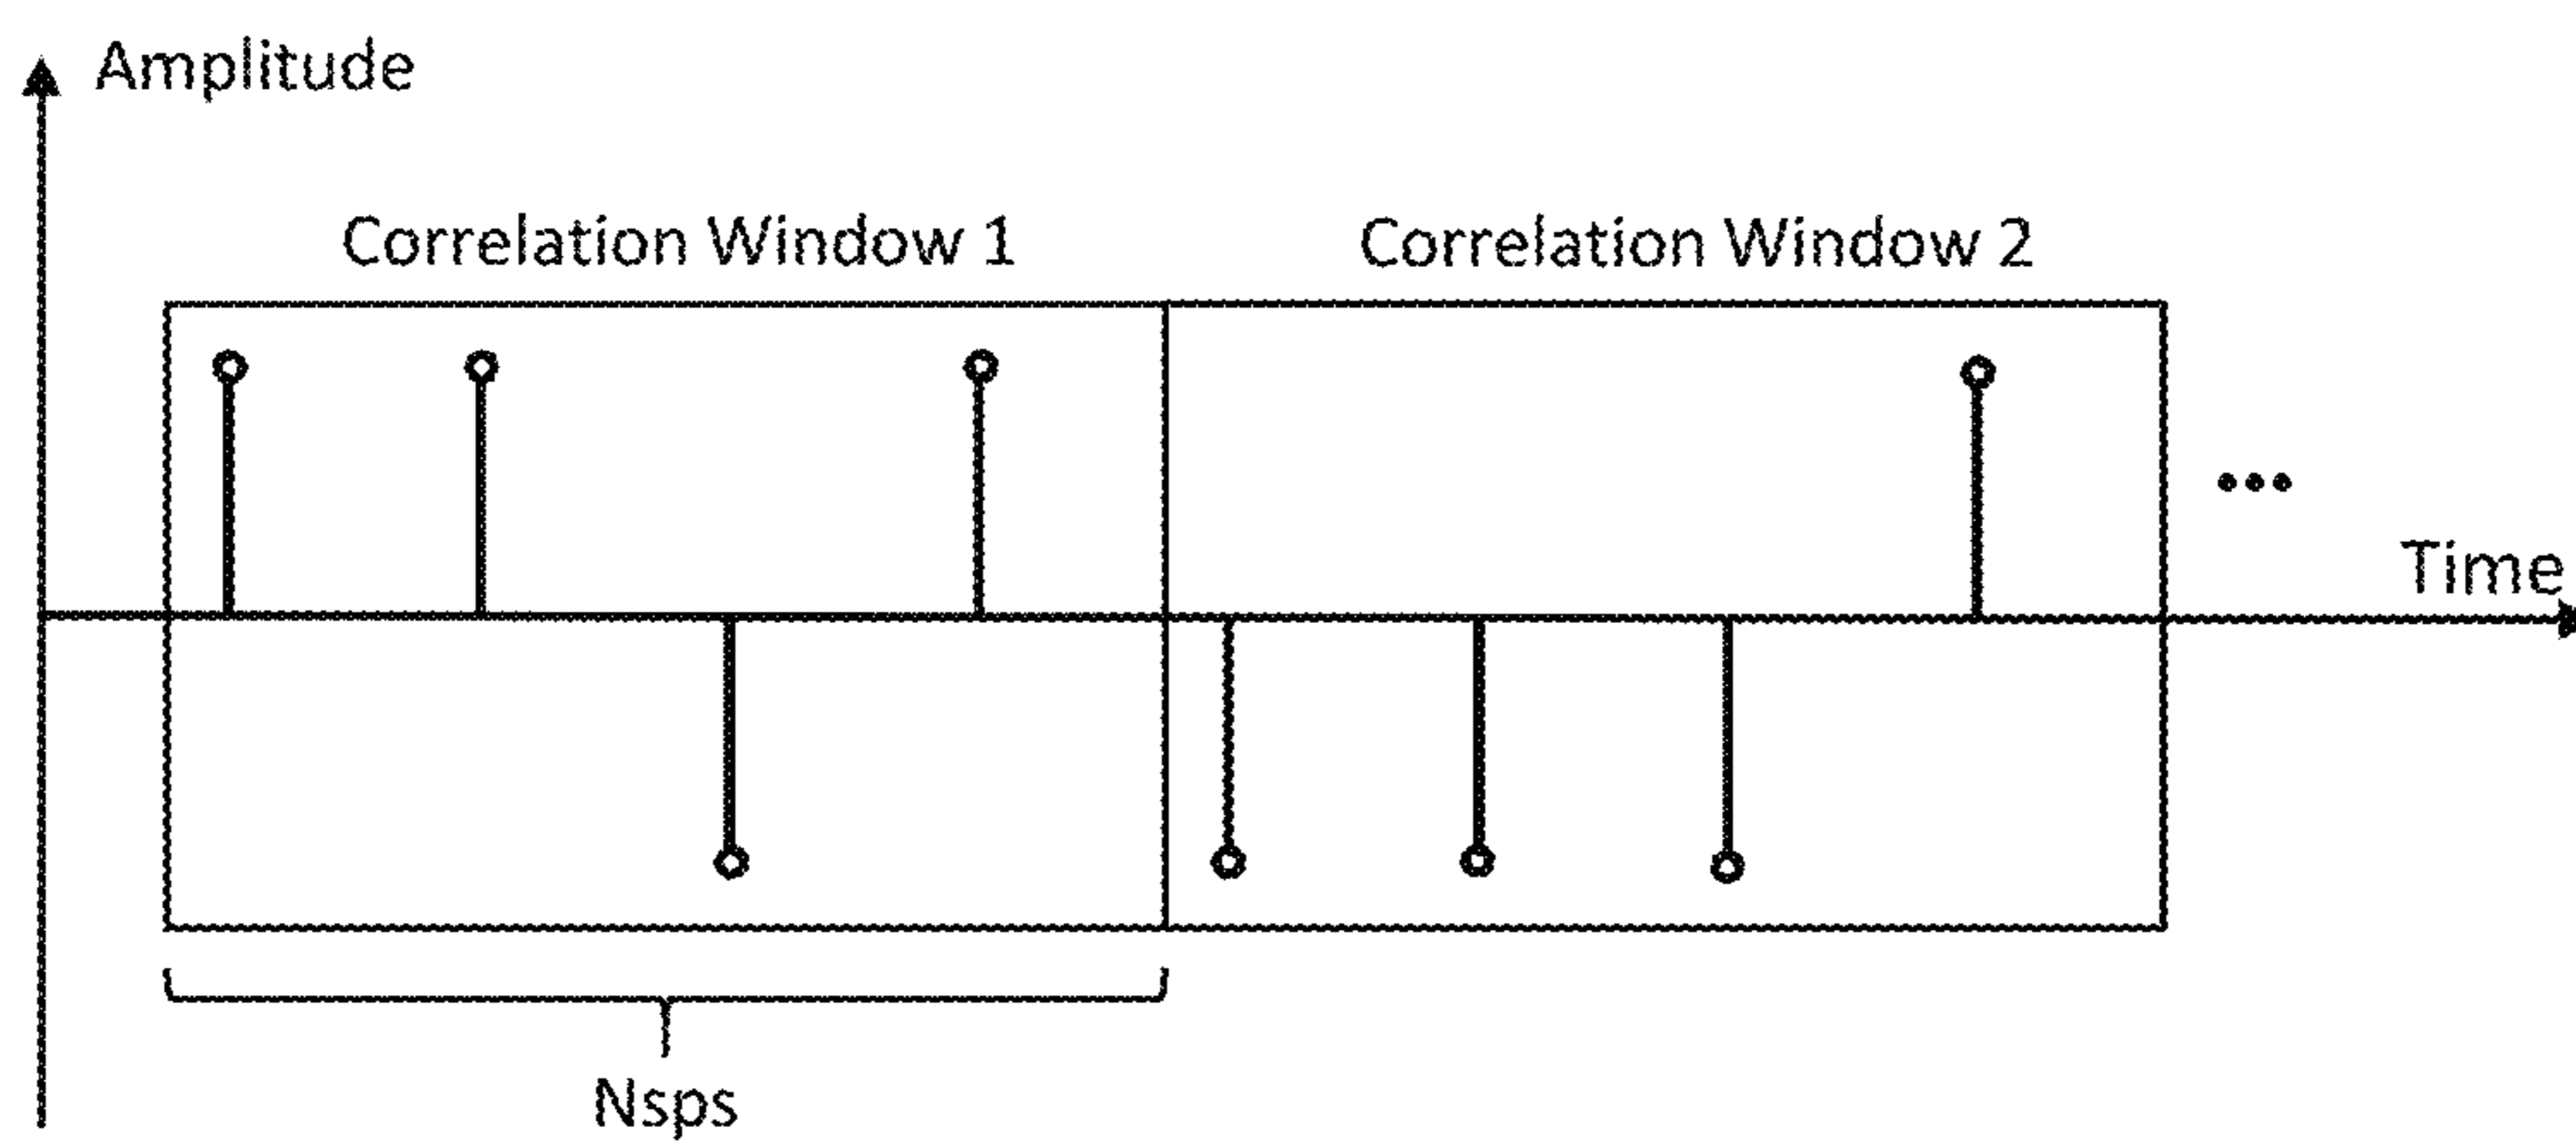 Amplitude
Correlation Window 1
Correlation Window 2
...
Time
Nsps